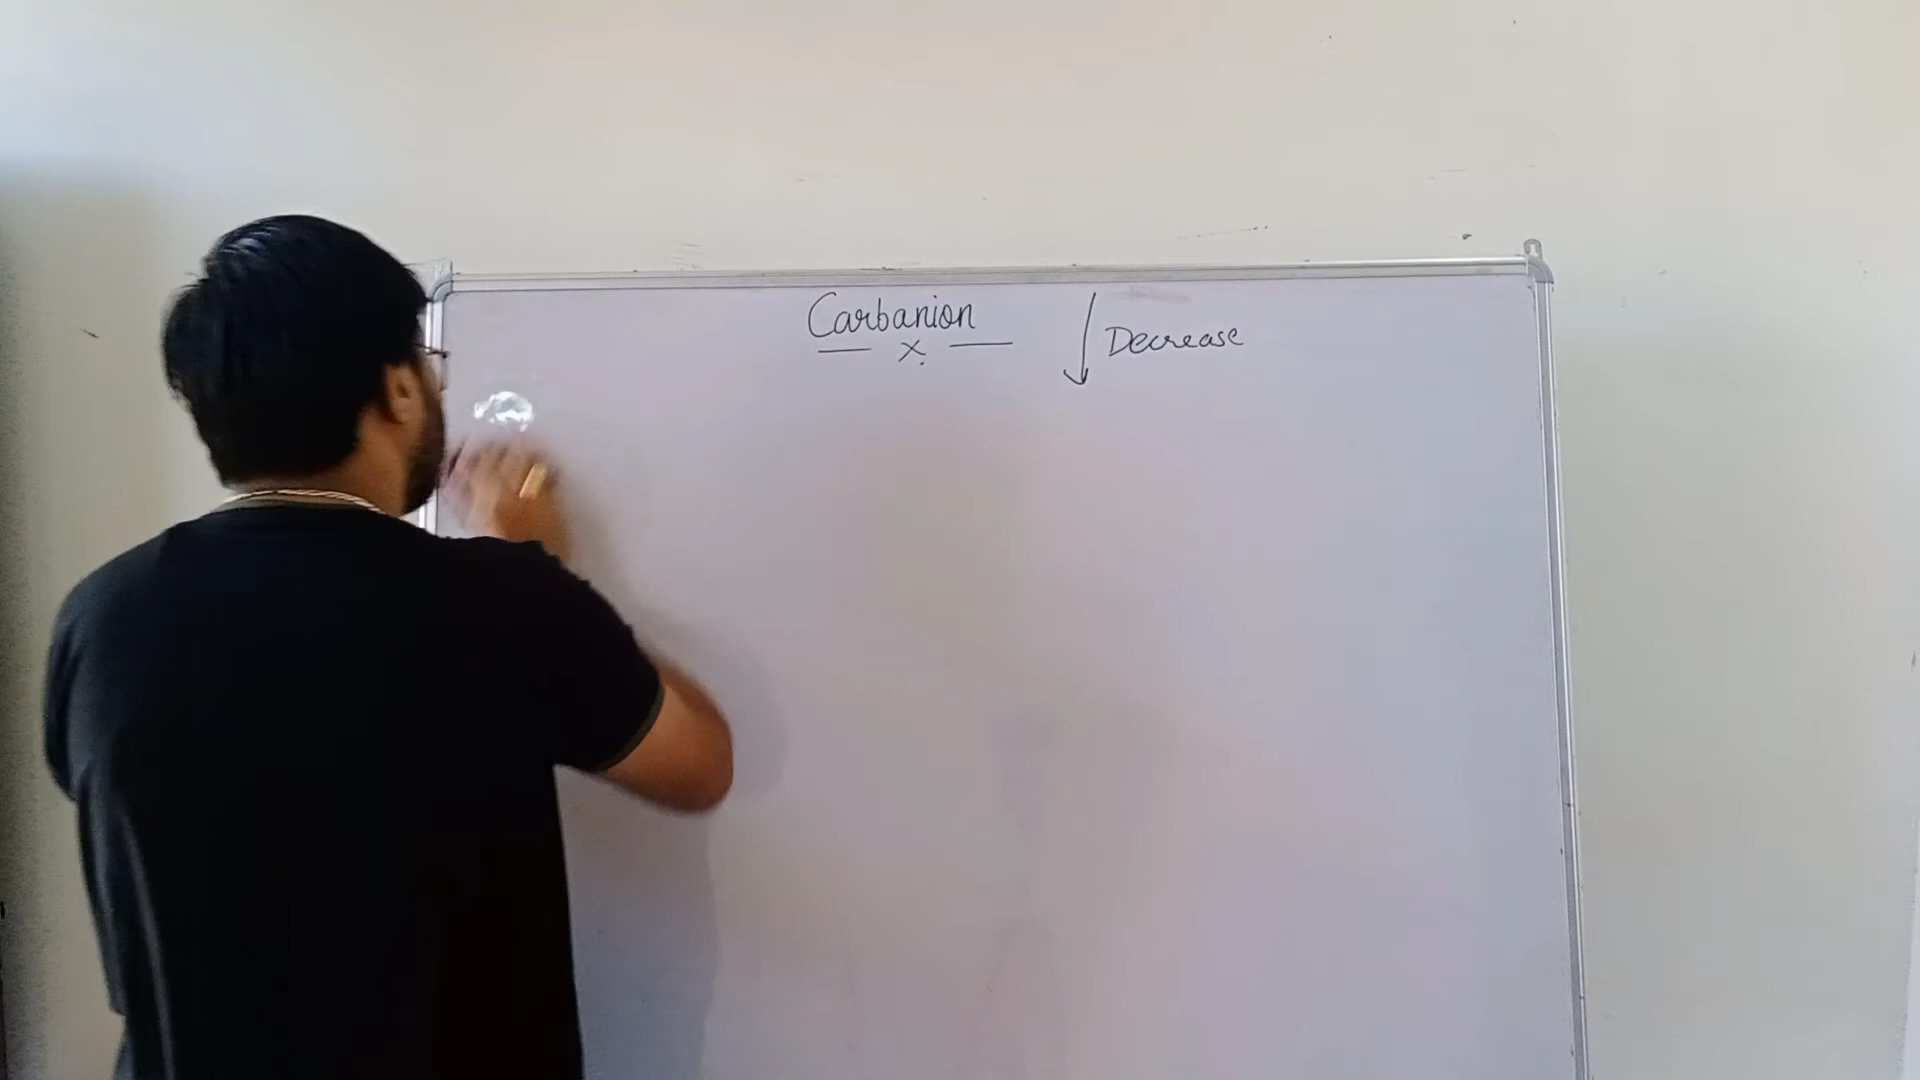 Carbanion
— x —
↓ Decrease